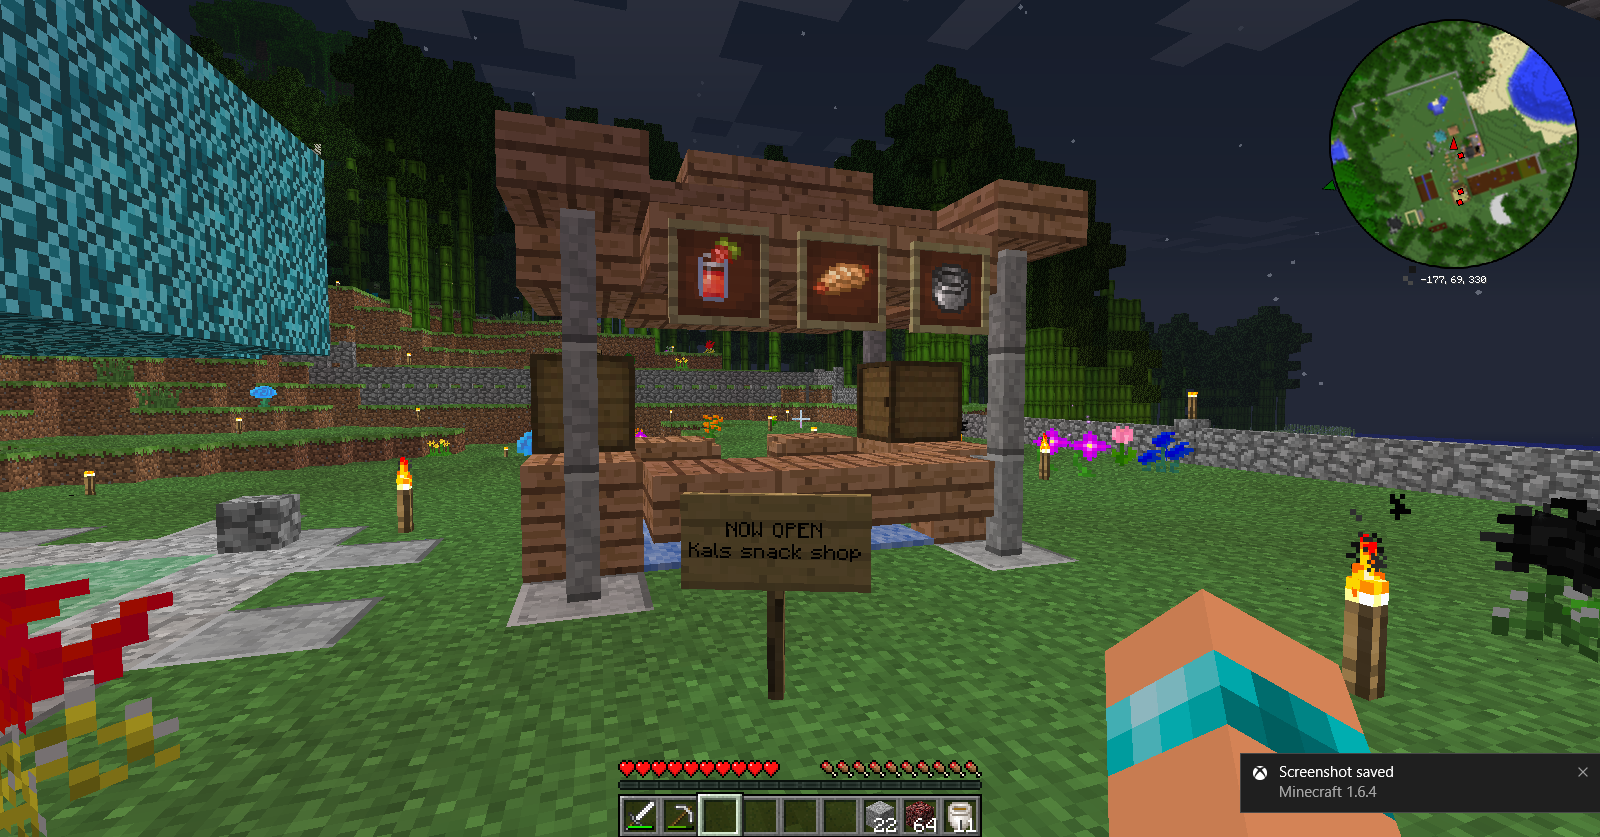 -177, 69, 330
NOW OPEN
Kals snack shop
22
64
11
Screenshot saved
Minecraft 1.6.4